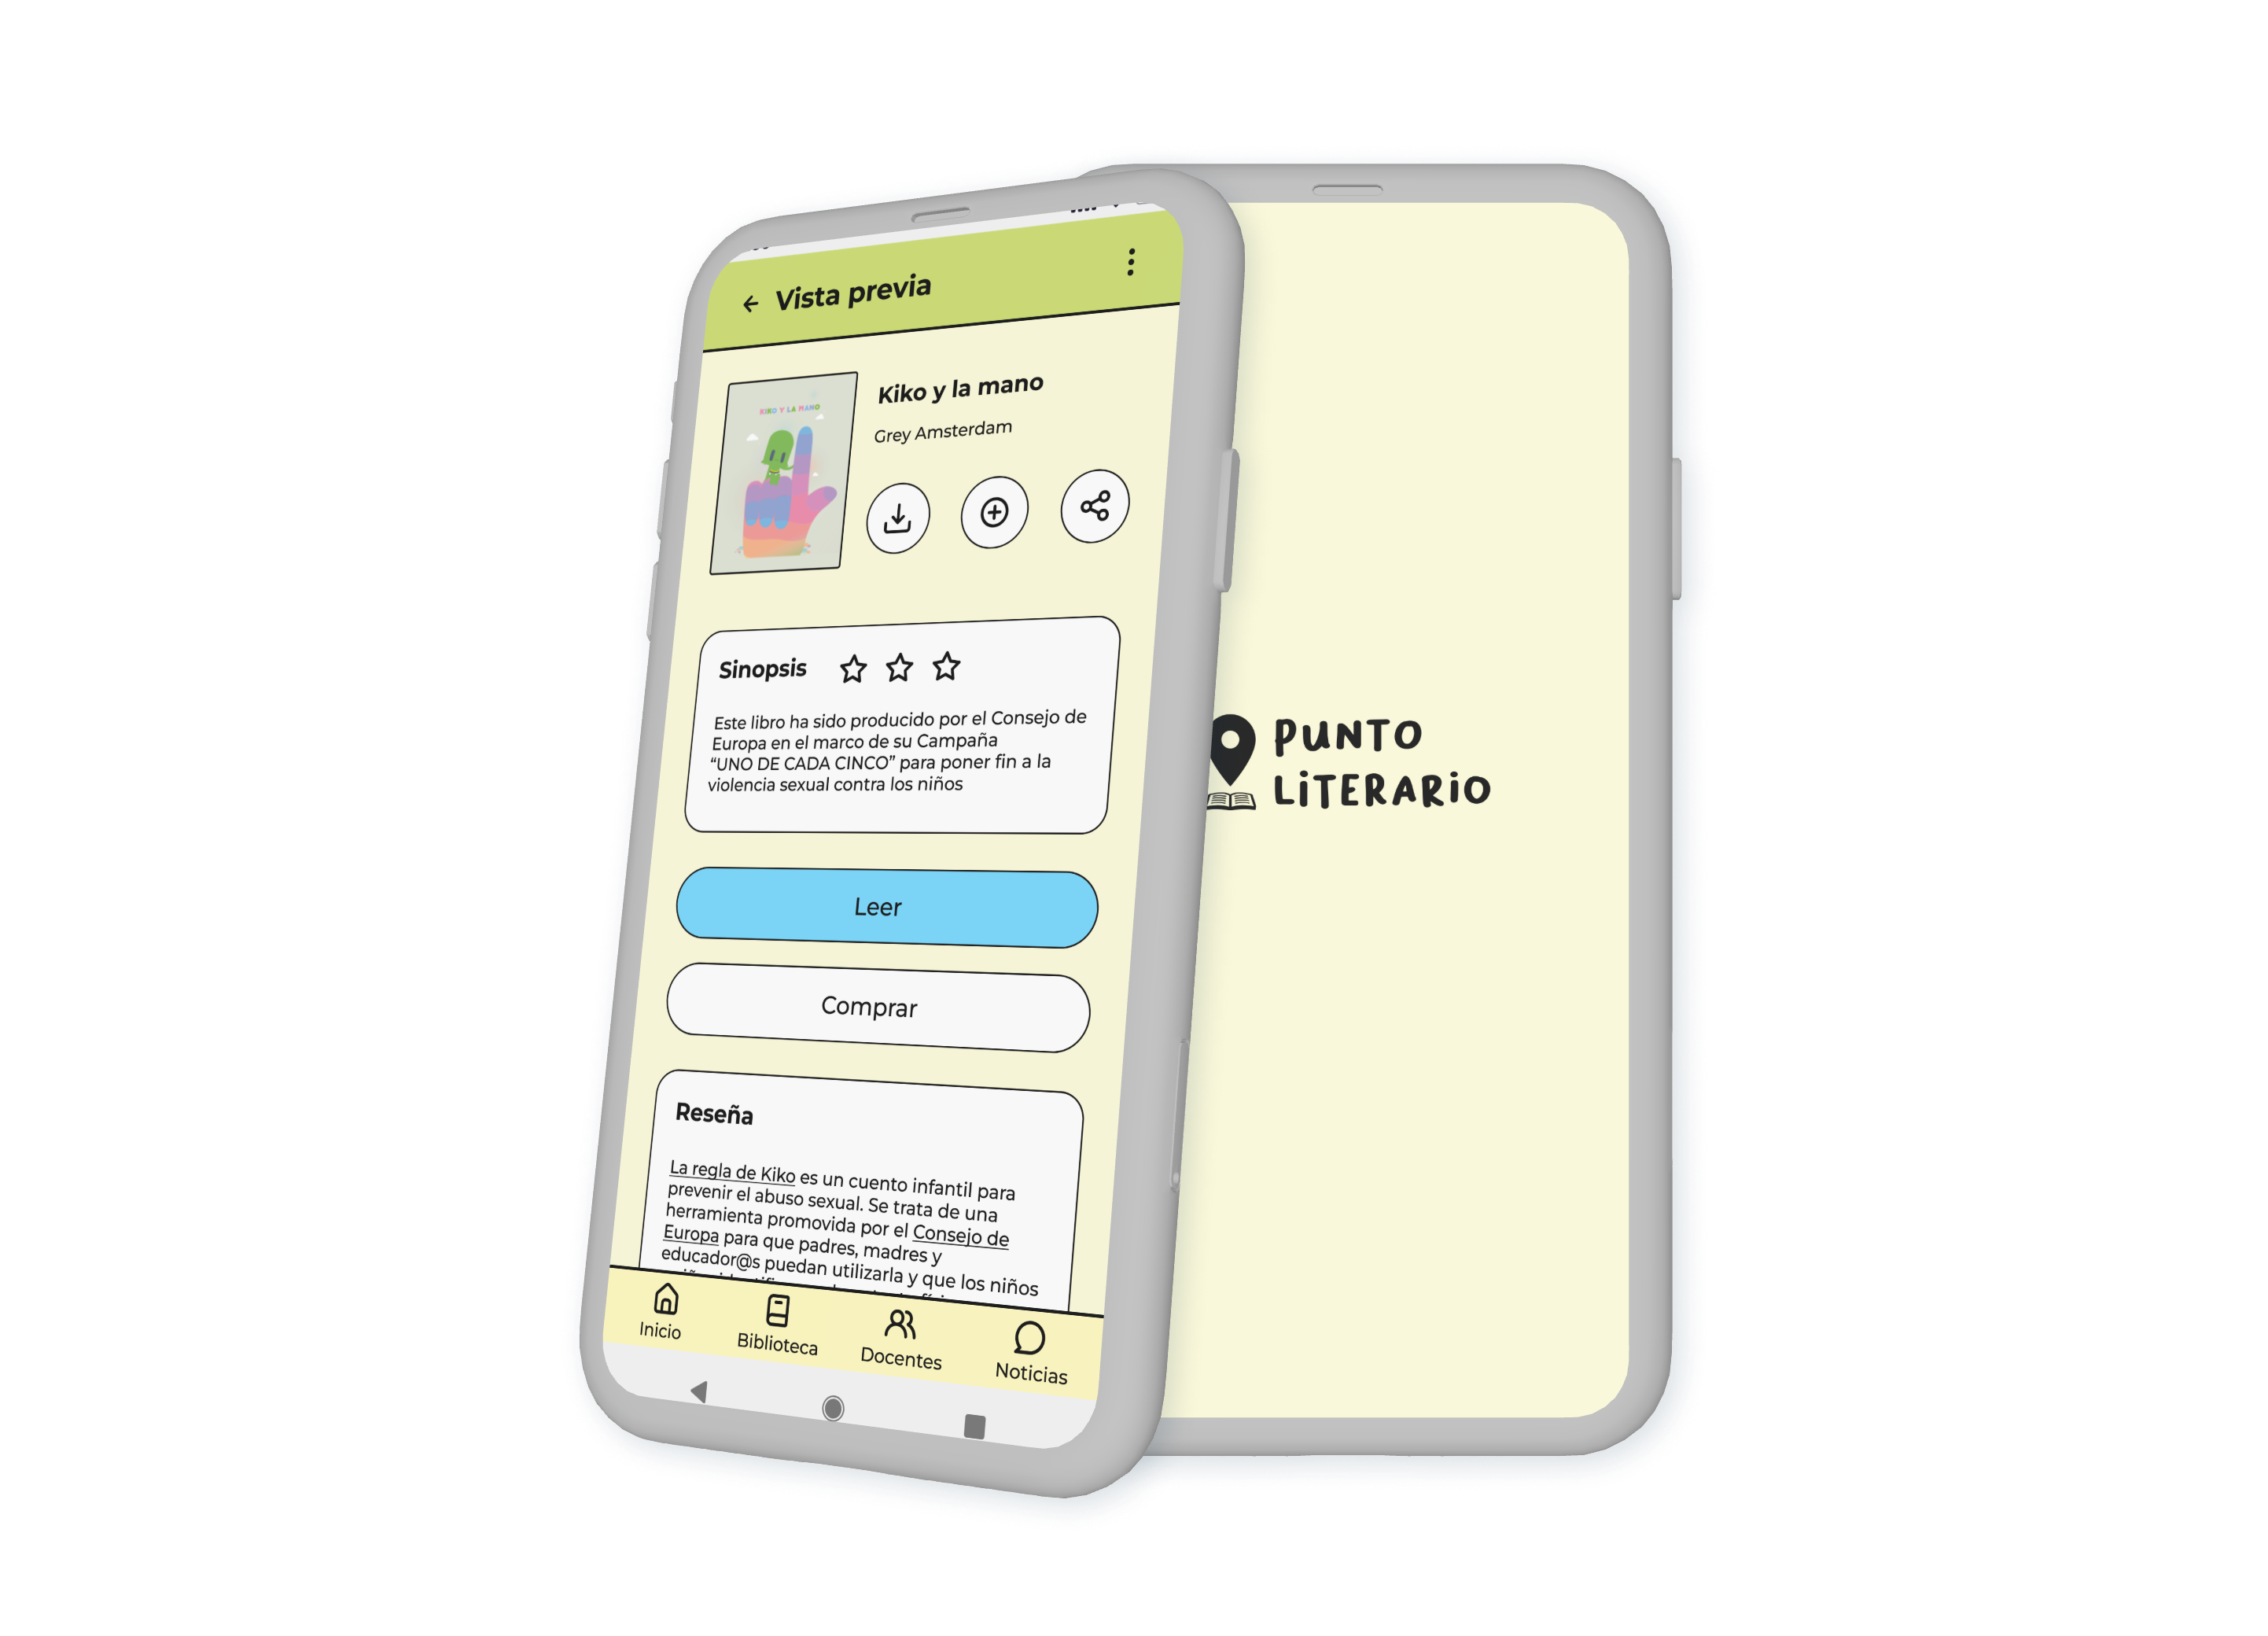 Vista previa
KIKO Y LA MANO
Kiko y la mano
Grey Amsterdam
Sinopsis
Este libro ha sido producido por el Consejo de
Europa en el marco de su Campaña
“UNO DE CADA CINCO” para poner fin a la
violencia sexual contra los niños
Leer
Comprar
Reseña
La regla de Kiko es un cuento infantil para
prevenir el abuso sexual. Se trata de una
herramienta promovida por el Consejo de
Europa para que padres, madres y
educador@s puedan utilizarla y que los niños
Inicio
Biblioteca
Docentes
Noticias
PUNTO
LiTERARiO